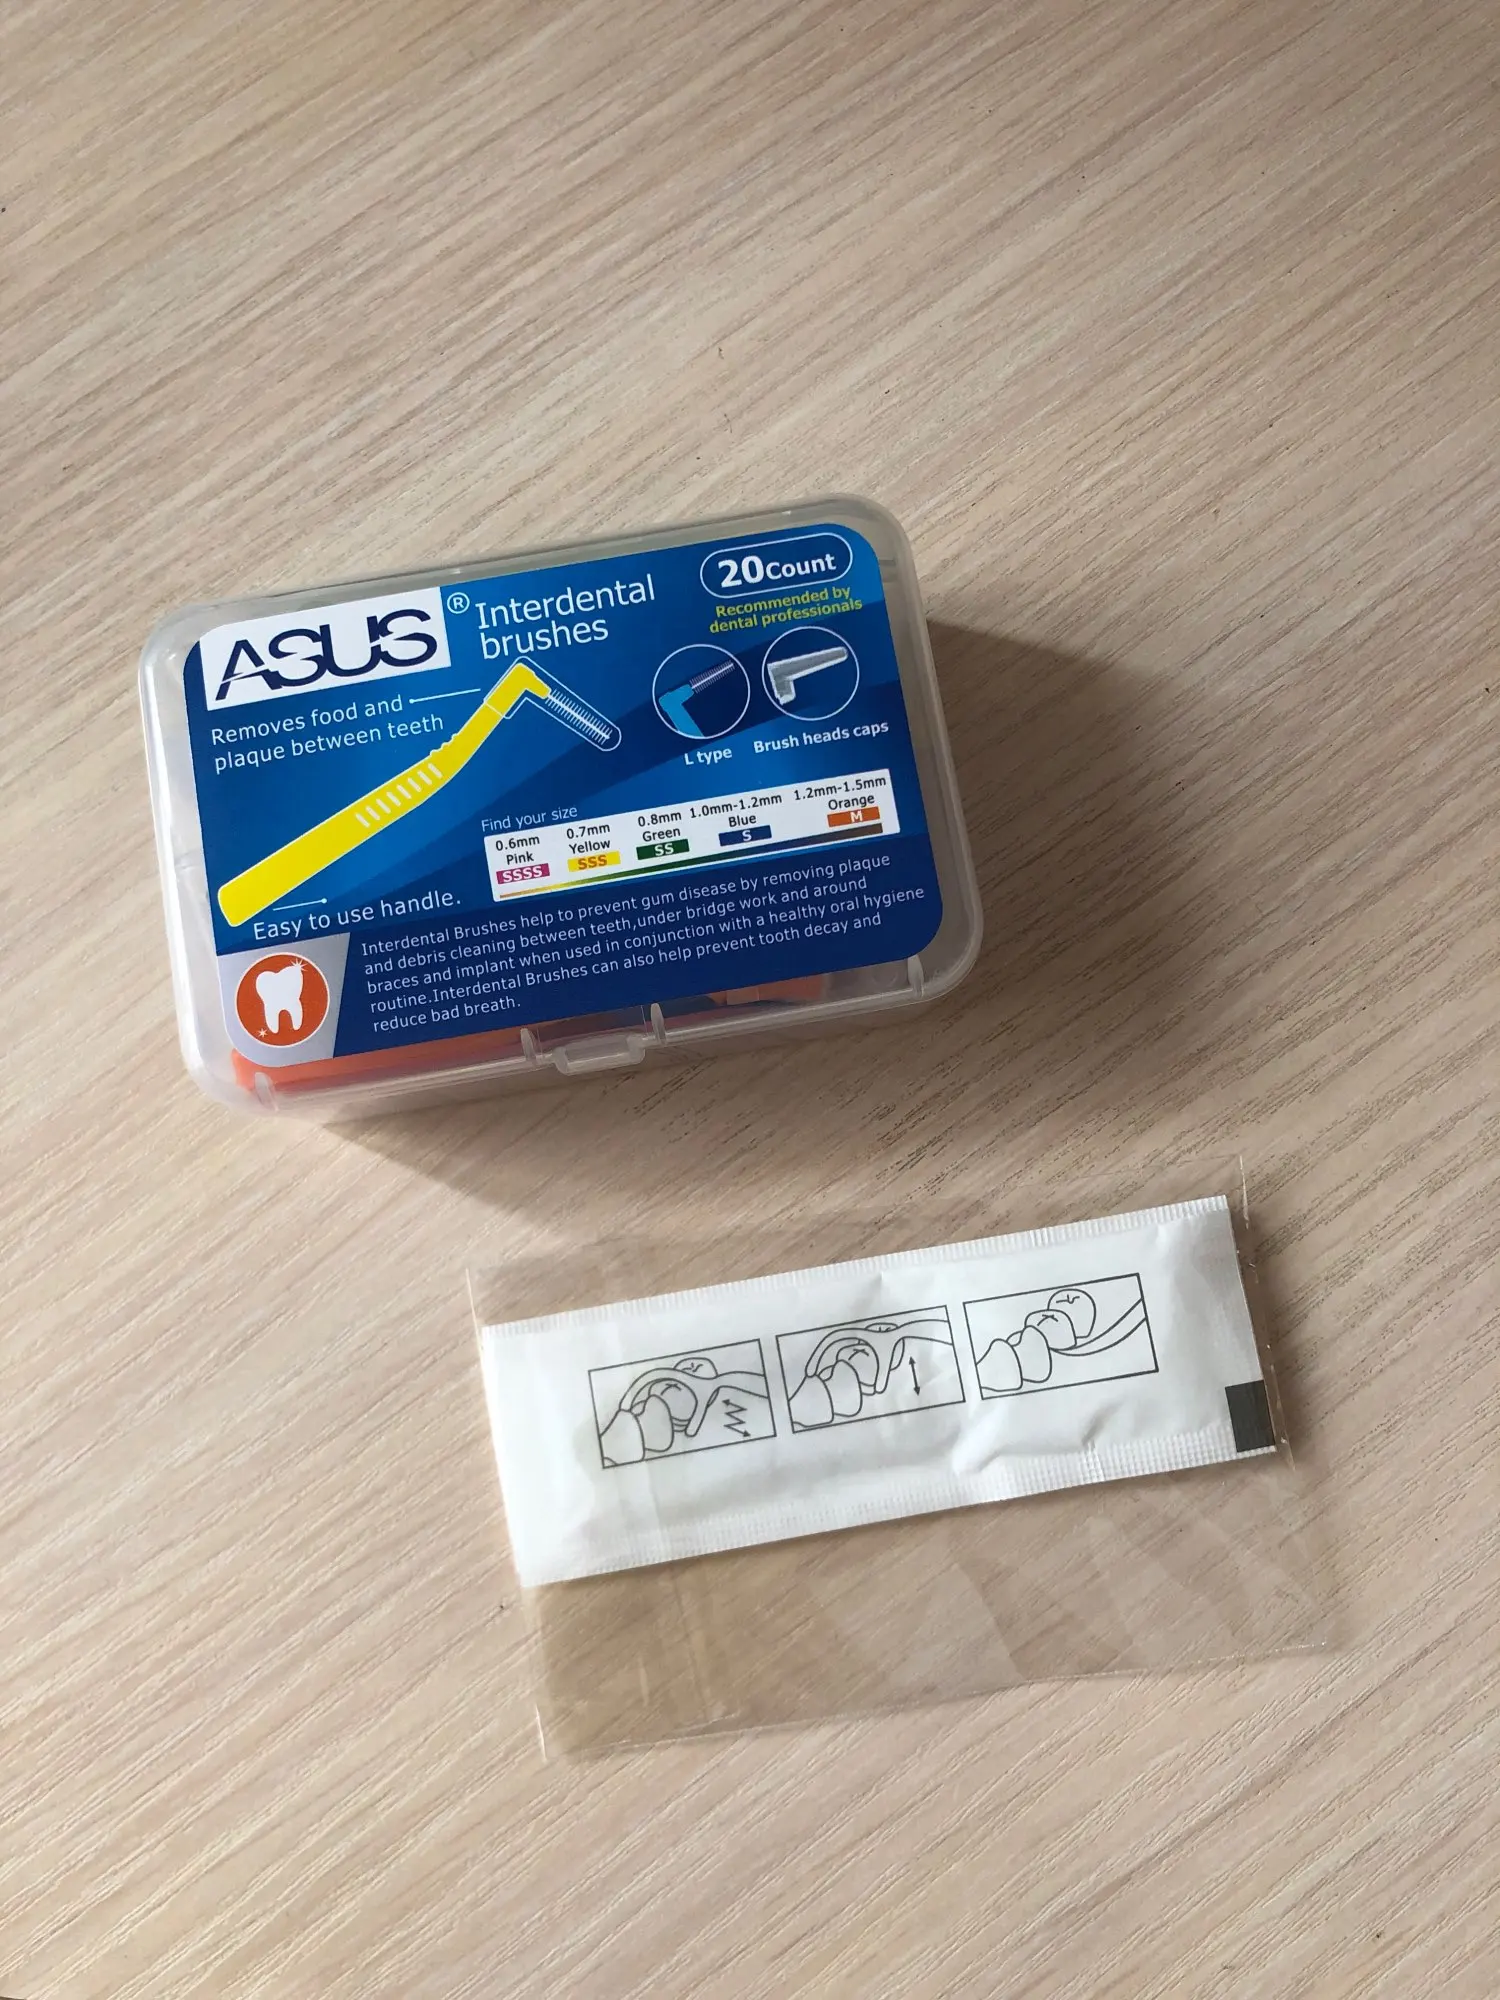 ASUS® Interdental
brushes
20Count
Recommended by
dental professionals
Removes food and
plaque between teeth
L type
Brush heads caps
Find your size
0.6mm 0.7mm 0.8mm 1.0mm-1.2mm 1.2mm-1.5mm
Pink Yellow Green Blue Orange
SSSS SSS SS S M
Easy to use handle.
Interdental Brushes help to prevent gum disease by removing plaque
and debris cleaning between teeth,under bridge work and around
braces and implant when used in conjunction with a healthy oral hygiene
routine.Interdental Brushes can also help prevent tooth decay and
reduce bad breath.